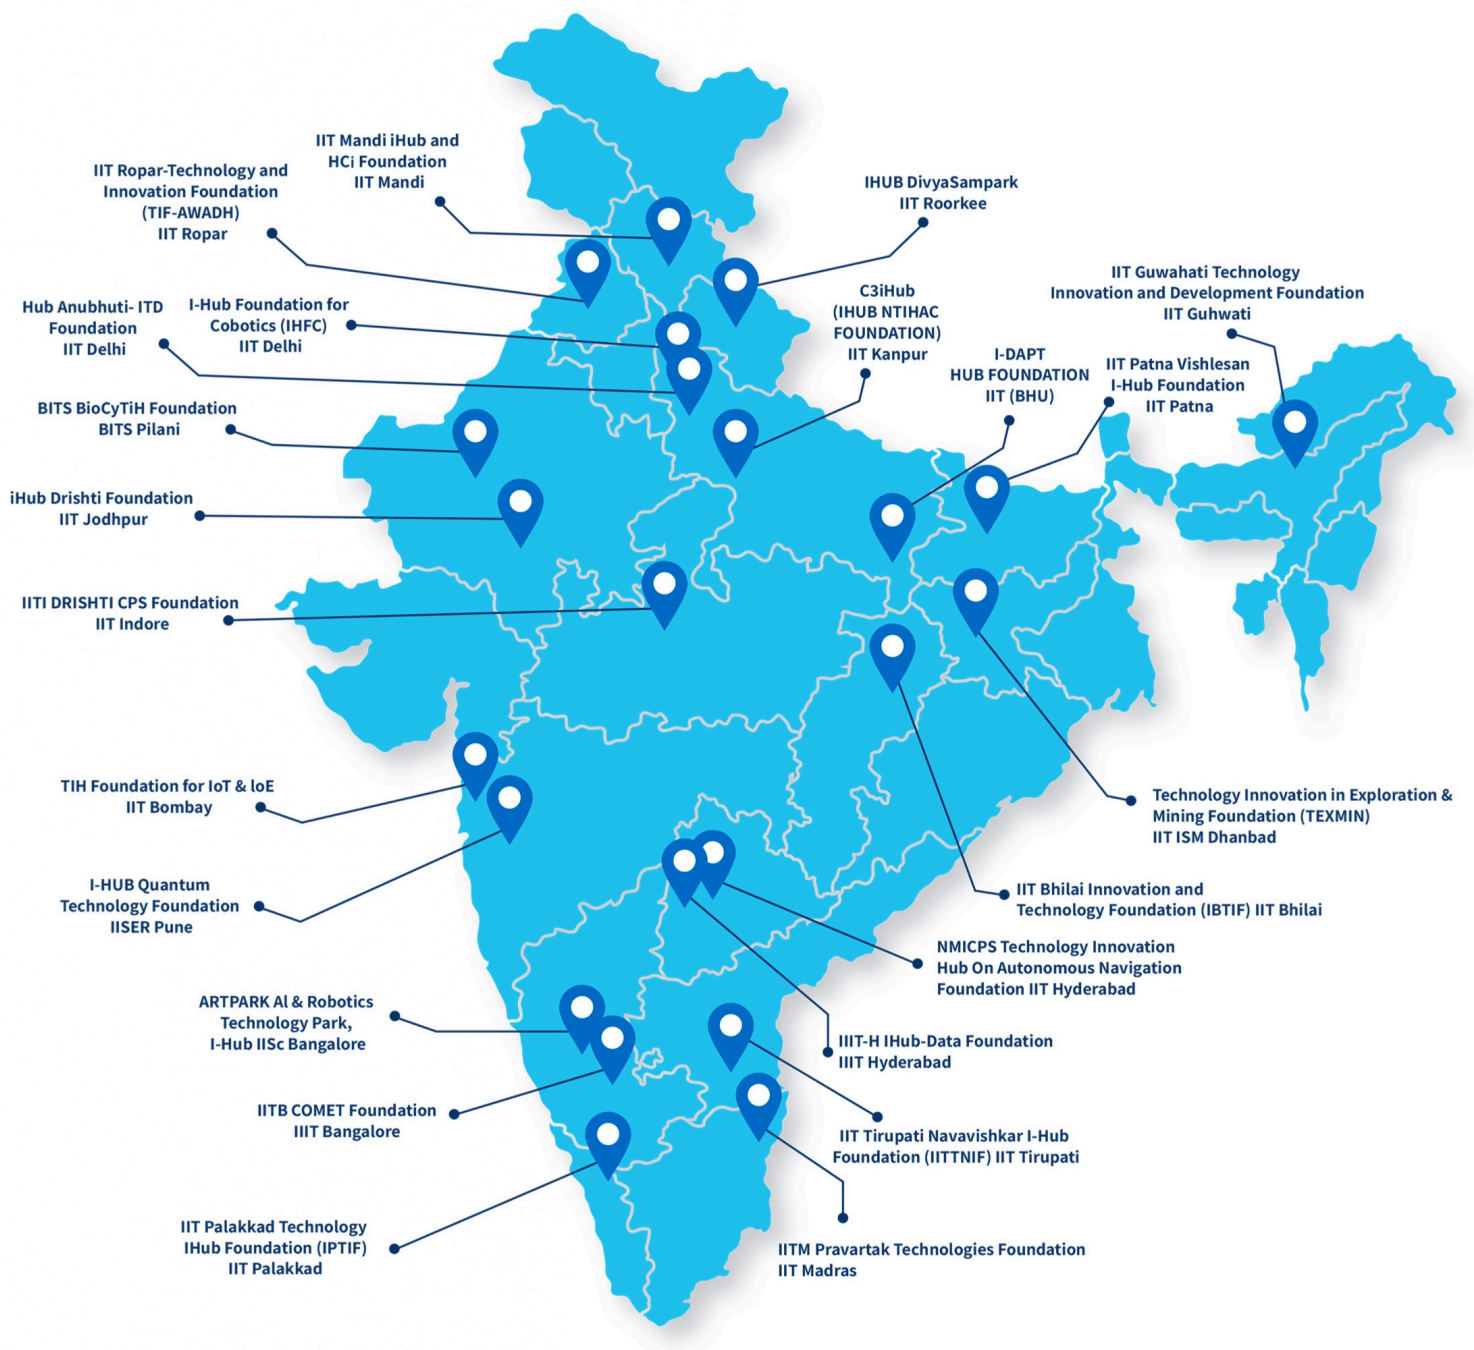 IIT Mandi iHub and
HCi Foundation
IIT Mandi
IIT Ropar-Technology and
Innovation Foundation
(TIF-AWADH)
IIT Ropar
IHUB DivyaSampark
IIT Roorkee
IIT Guwahati Technology
Innovation and Development Foundation
IIT Guhwati
Hub Anubhuti- ITD
Foundation
IIT Delhi
I-Hub Foundation for
Cobotics (IHFC)
IIT Delhi
C3iHub
(IHUB NTIHAC
FOUNDATION)
IIT Kanpur
I-DAPT
HUB FOUNDATION
IIT (BHU)
IIT Patna Vishlesan
I-Hub Foundation
IIT Patna
BITS BioCyTiH Foundation
BITS Pilani
iHub Drishti Foundation
IIT Jodhpur
IITI DRISHTI CPS Foundation
IIT Indore
TIH Foundation for IoT & loE
IIT Bombay
Technology Innovation in Exploration &
Mining Foundation (TEXMIN)
IIT ISM Dhanbad
I-HUB Quantum
Technology Foundation
IISER Pune
IIT Bhilai Innovation and
Technology Foundation (IBTIF) IIT Bhilai
NMICPS Technology Innovation
Hub On Autonomous Navigation
Foundation IIT Hyderabad
ARTPARK Al & Robotics
Technology Park,
I-Hub IISc Bangalore
IIIT-H IHub-Data Foundation
IIIT Hyderabad
IITB COMET Foundation
IIIT Bangalore
IIT Tirupati Navavishkar I-Hub
Foundation (IITTNIF) IIT Tirupati
IIT Palakkad Technology
IHub Foundation (IPTIF)
IIT Palakkad
IITM Pravartak Technologies Foundation
IIT Madras